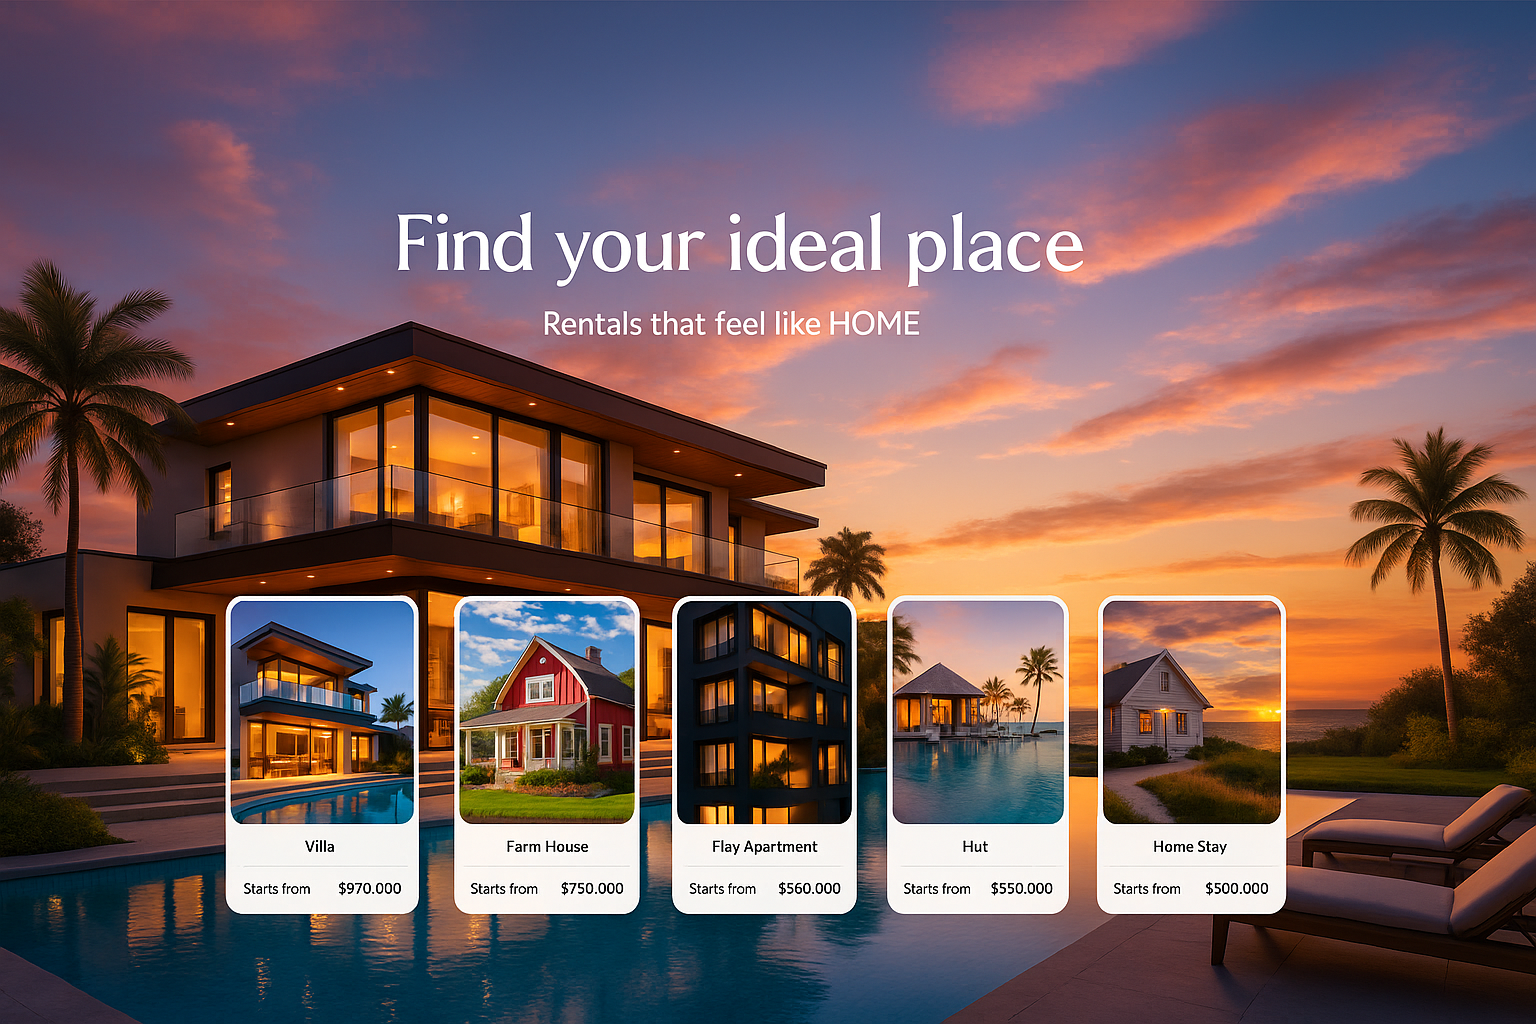 Find your ideal place
Rentals that feel like HOME
Villa
Starts from $970.000
Farm House
Starts from $750.000
Flay Apartment
Starts from $560.000
Hut
Starts from $550.000
Home Stay
Starts from $500.000